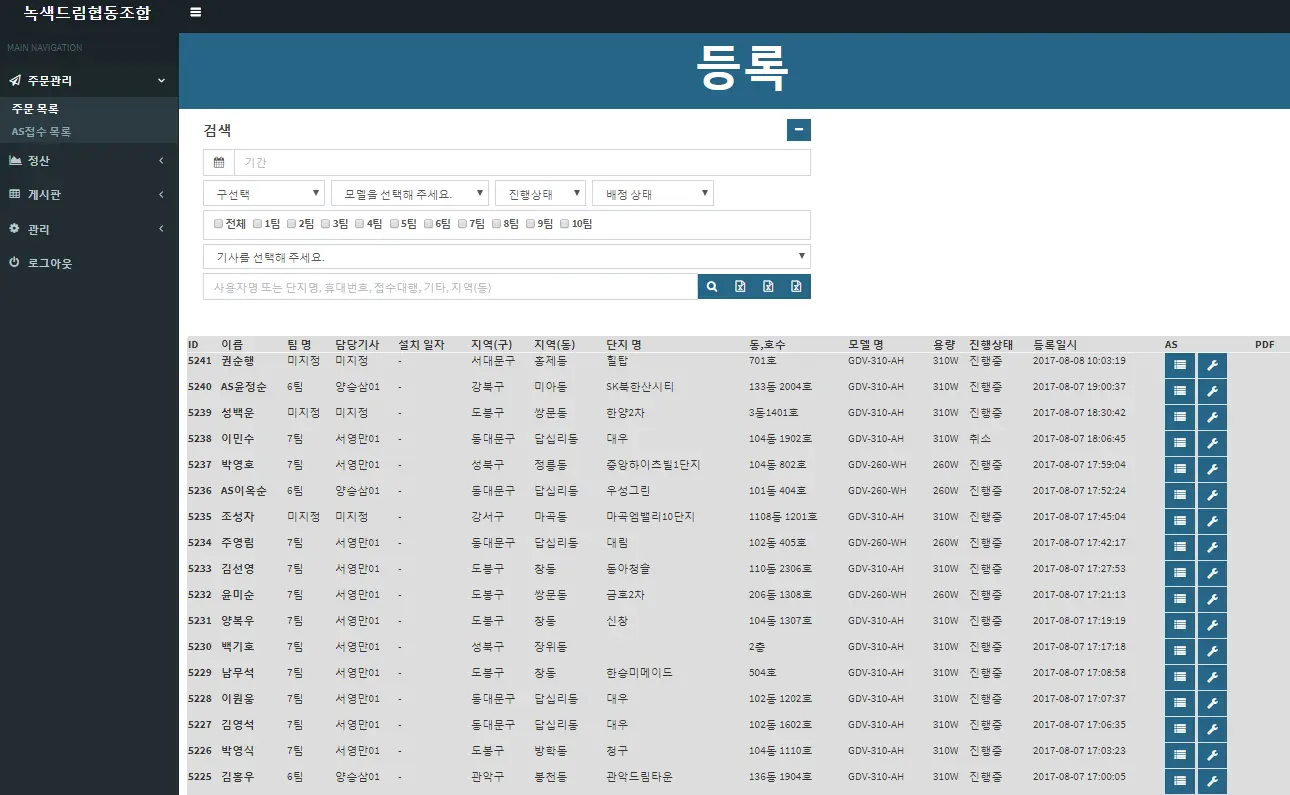 녹색드림협동조합
MAIN NAVIGATION
주문관리
주문 목록
AS접수 목록
정산
게시판
관리
로그아웃
등록
검색
기간
구선택 모델을 선택해 주세요. 진행상태 배정 상태
전체 1팀 2팀 3팀 4팀 5팀 6팀 7팀 8팀 9팀 10팀
기사를 선택해 주세요.
사용자명 또는 단지명, 휴대번호, 접수대행, 기타, 지역(동)
ID 이름 팀 명 담당기사 설치 일자 지역(구) 지역(동) 단지 명 동,호수 모델 명 용량 진행상태 등록일시 AS PDF
5241 권순행 미지정 미지정 - 서대문구 홍제동 힐탑 701호 GDV-310-AH 310W 진행중 2017-08-08 10:03:19
5240 AS윤정순 6팀 양승삼01 - 강북구 미아동 SK북한산시티 133동 2004호 GDV-310-AH 310W 진행중 2017-08-07 19:00:37
5239 성백운 미지정 미지정 - 도봉구 쌍문동 한양2차 3동1401호 GDV-310-AH 310W 진행중 2017-08-07 18:30:42
5238 이민수 7팀 서영만01 - 동대문구 답십리동 대우 104동 1902호 GDV-310-AH 310W 취소 2017-08-07 18:06:45
5237 박영호 7팀 서영만01 - 성북구 정릉동 중앙하이츠빌1단지 104동 802호 GDV-260-WH 260W 진행중 2017-08-07 17:59:04
5236 AS이옥순 6팀 양승삼01 - 동대문구 답십리동 우성그린 101동 404호 GDV-260-WH 260W 진행중 2017-08-07 17:52:24
5235 조성자 미지정 미지정 - 강서구 마곡동 마곡엠밸리10단지 1108동 1201호 GDV-310-AH 310W 진행중 2017-08-07 17:45:04
5234 주영림 7팀 서영만01 - 동대문구 답십리동 대림 102동 405호 GDV-260-WH 260W 진행중 2017-08-07 17:42:17
5233 김선영 7팀 서영만01 - 도봉구 창동 동아청솔 110동 2306호 GDV-310-AH 310W 진행중 2017-08-07 17:27:53
5232 윤미순 7팀 서영만01 - 도봉구 쌍문동 금호2차 206동 1308호 GDV-260-WH 260W 진행중 2017-08-07 17:21:13
5231 양복우 7팀 서영만01 - 도봉구 창동 신창 104동 1307호 GDV-310-AH 310W 진행중 2017-08-07 17:19:19
5230 백기호 7팀 서영만01 - 성북구 장위동 2층 GDV-310-AH 310W 진행중 2017-08-07 17:17:18
5229 남무석 7팀 서영만01 - 도봉구 창동 한승미메이드 504호 GDV-310-AH 310W 진행중 2017-08-07 17:08:58
5228 이원웅 7팀 서영만01 - 동대문구 답십리동 대우 102동 1202호 GDV-310-AH 310W 진행중 2017-08-07 17:07:37
5227 김영석 7팀 서영만01 - 동대문구 답십리동 대우 102동 1602호 GDV-310-AH 310W 진행중 2017-08-07 17:06:35
5226 박영식 7팀 서영만01 - 도봉구 방학동 청구 104동 1110호 GDV-310-AH 310W 진행중 2017-08-07 17:03:23
5225 김홍우 6팀 양승삼01 - 관악구 봉천동 관악드림타운 136동 1904호 GDV-310-AH 310W 진행중 2017-08-07 17:00:05